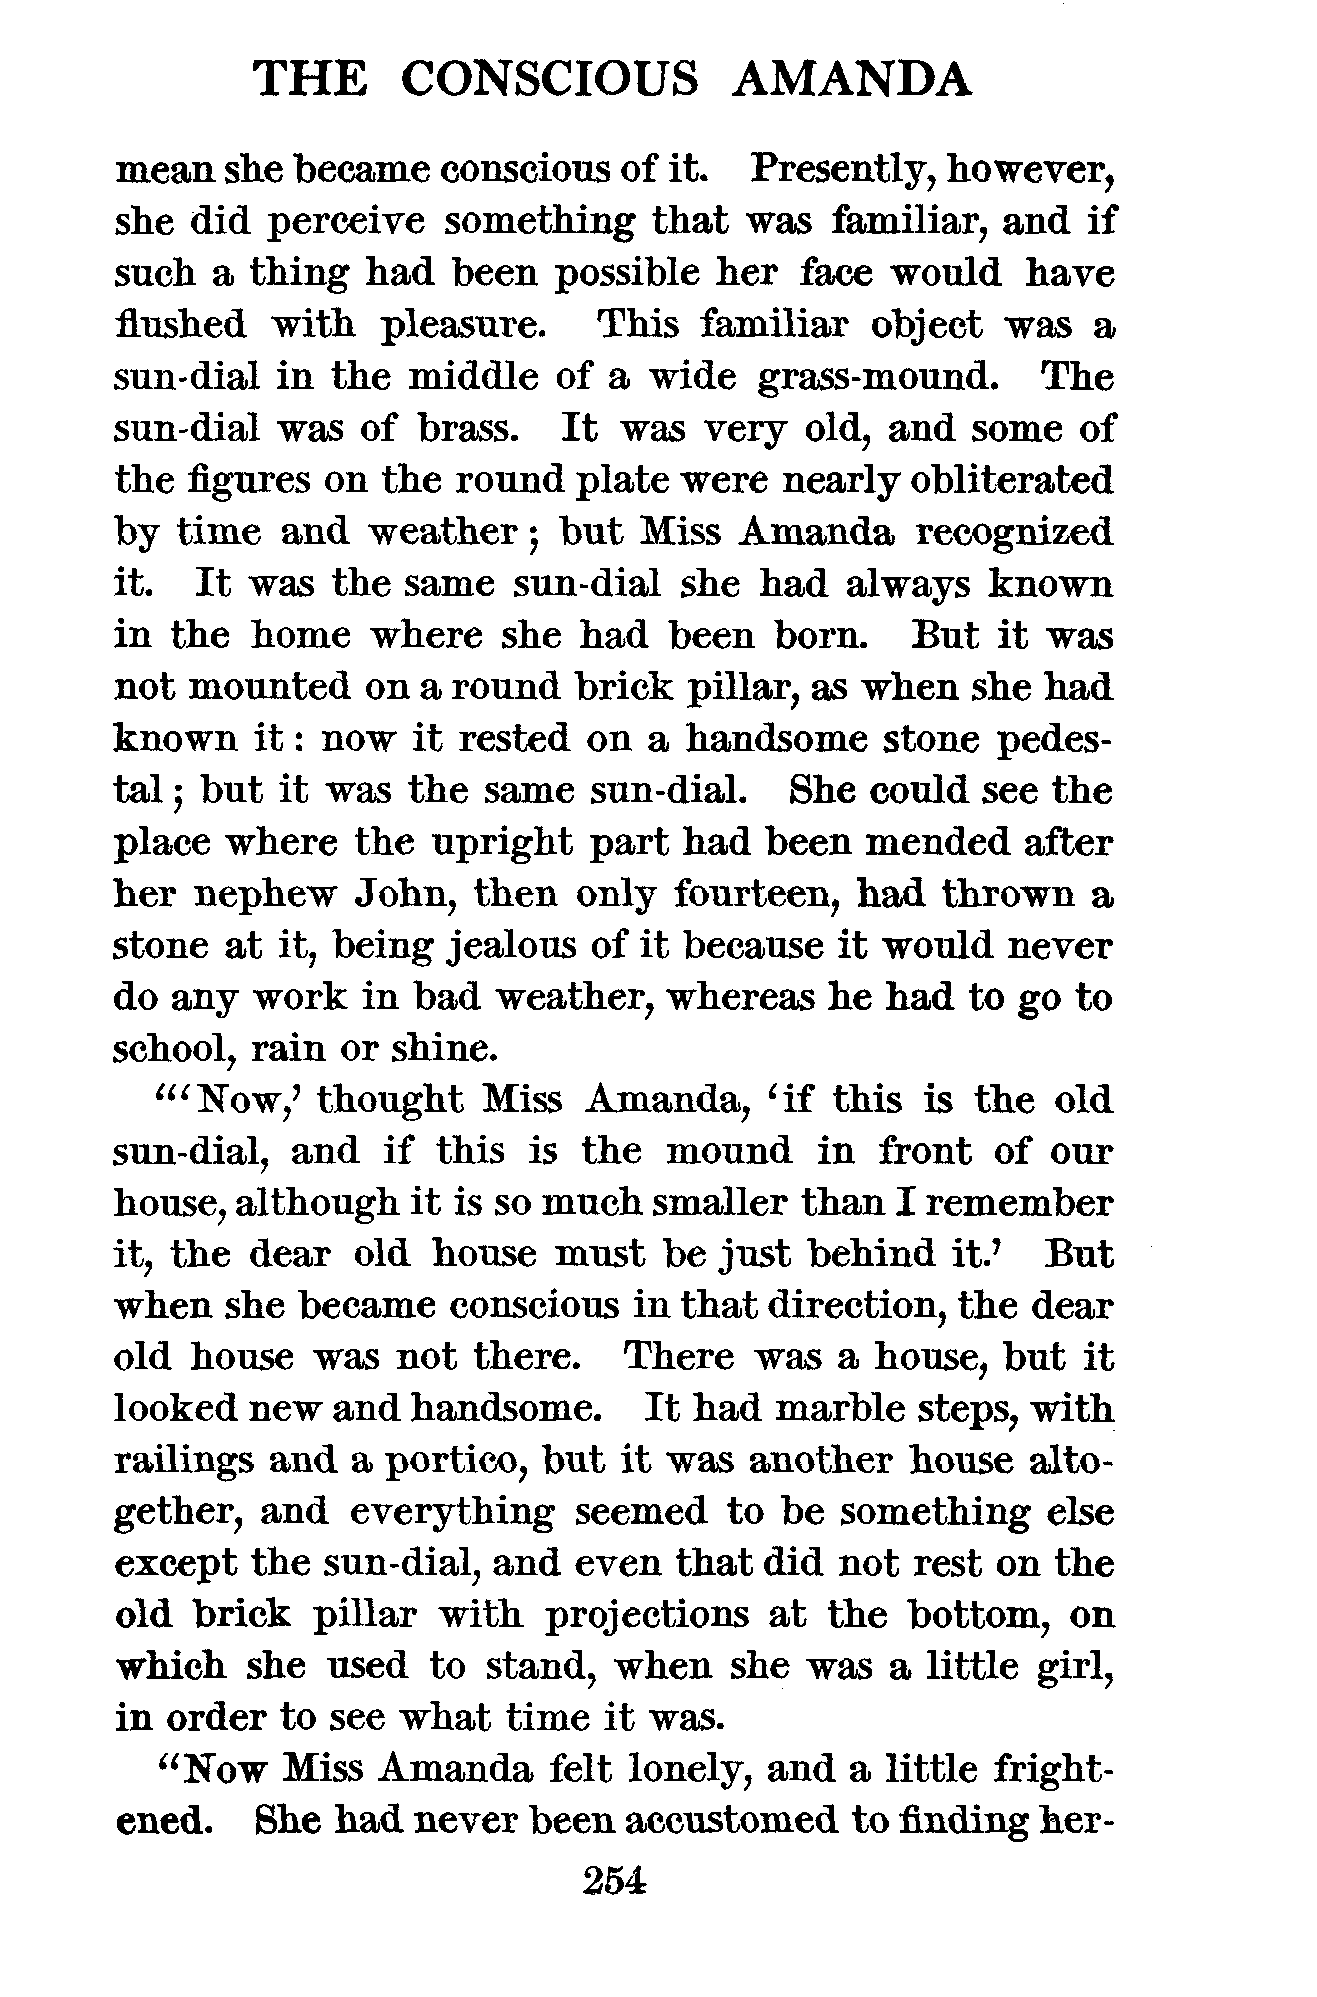 THE CONSCIOUS AMANDA
mean she became conscious of it. Presently, however,
she did perceive something that was familiar, and if
such a thing had been possible her face would have
flushed with pleasure. This familiar object was a
sun-dial in the middle of a wide grass-mound. The
sun-dial was of brass. It was very old, and some of
the figures on the round plate were nearly obliterated
by time and weather ; but Miss Amanda recognized
it. It was the same sun-dial she had always known
in the home where she had been born. But it was
not mounted on a round brick pillar, as when she had
known it : now it rested on a handsome stone pedes-
tal ; but it was the same sun-dial. She could see the
place where the upright part had been mended after
her nephew John, then only fourteen, had thrown a
stone at it, being jealous of it because it would never
do any work in bad weather, whereas he had to go to
school, rain or shine.
"‘Now,’ thought Miss Amanda, ‘if this is the old
sun-dial, and if this is the mound in front of our
house, although it is so much smaller than I remember
it, the dear old house must be just behind it.’ But
when she became conscious in that direction, the dear
old house was not there. There was a house, but it
looked new and handsome. It had marble steps, with
railings and a portico, but it was another house alto-
gether, and everything seemed to be something else
except the sun-dial, and even that did not rest on the
old brick pillar with projections at the bottom, on
which she used to stand, when she was a little girl,
in order to see what time it was.
“Now Miss Amanda felt lonely, and a little fright-
ened. She had never been accustomed to finding her-
254